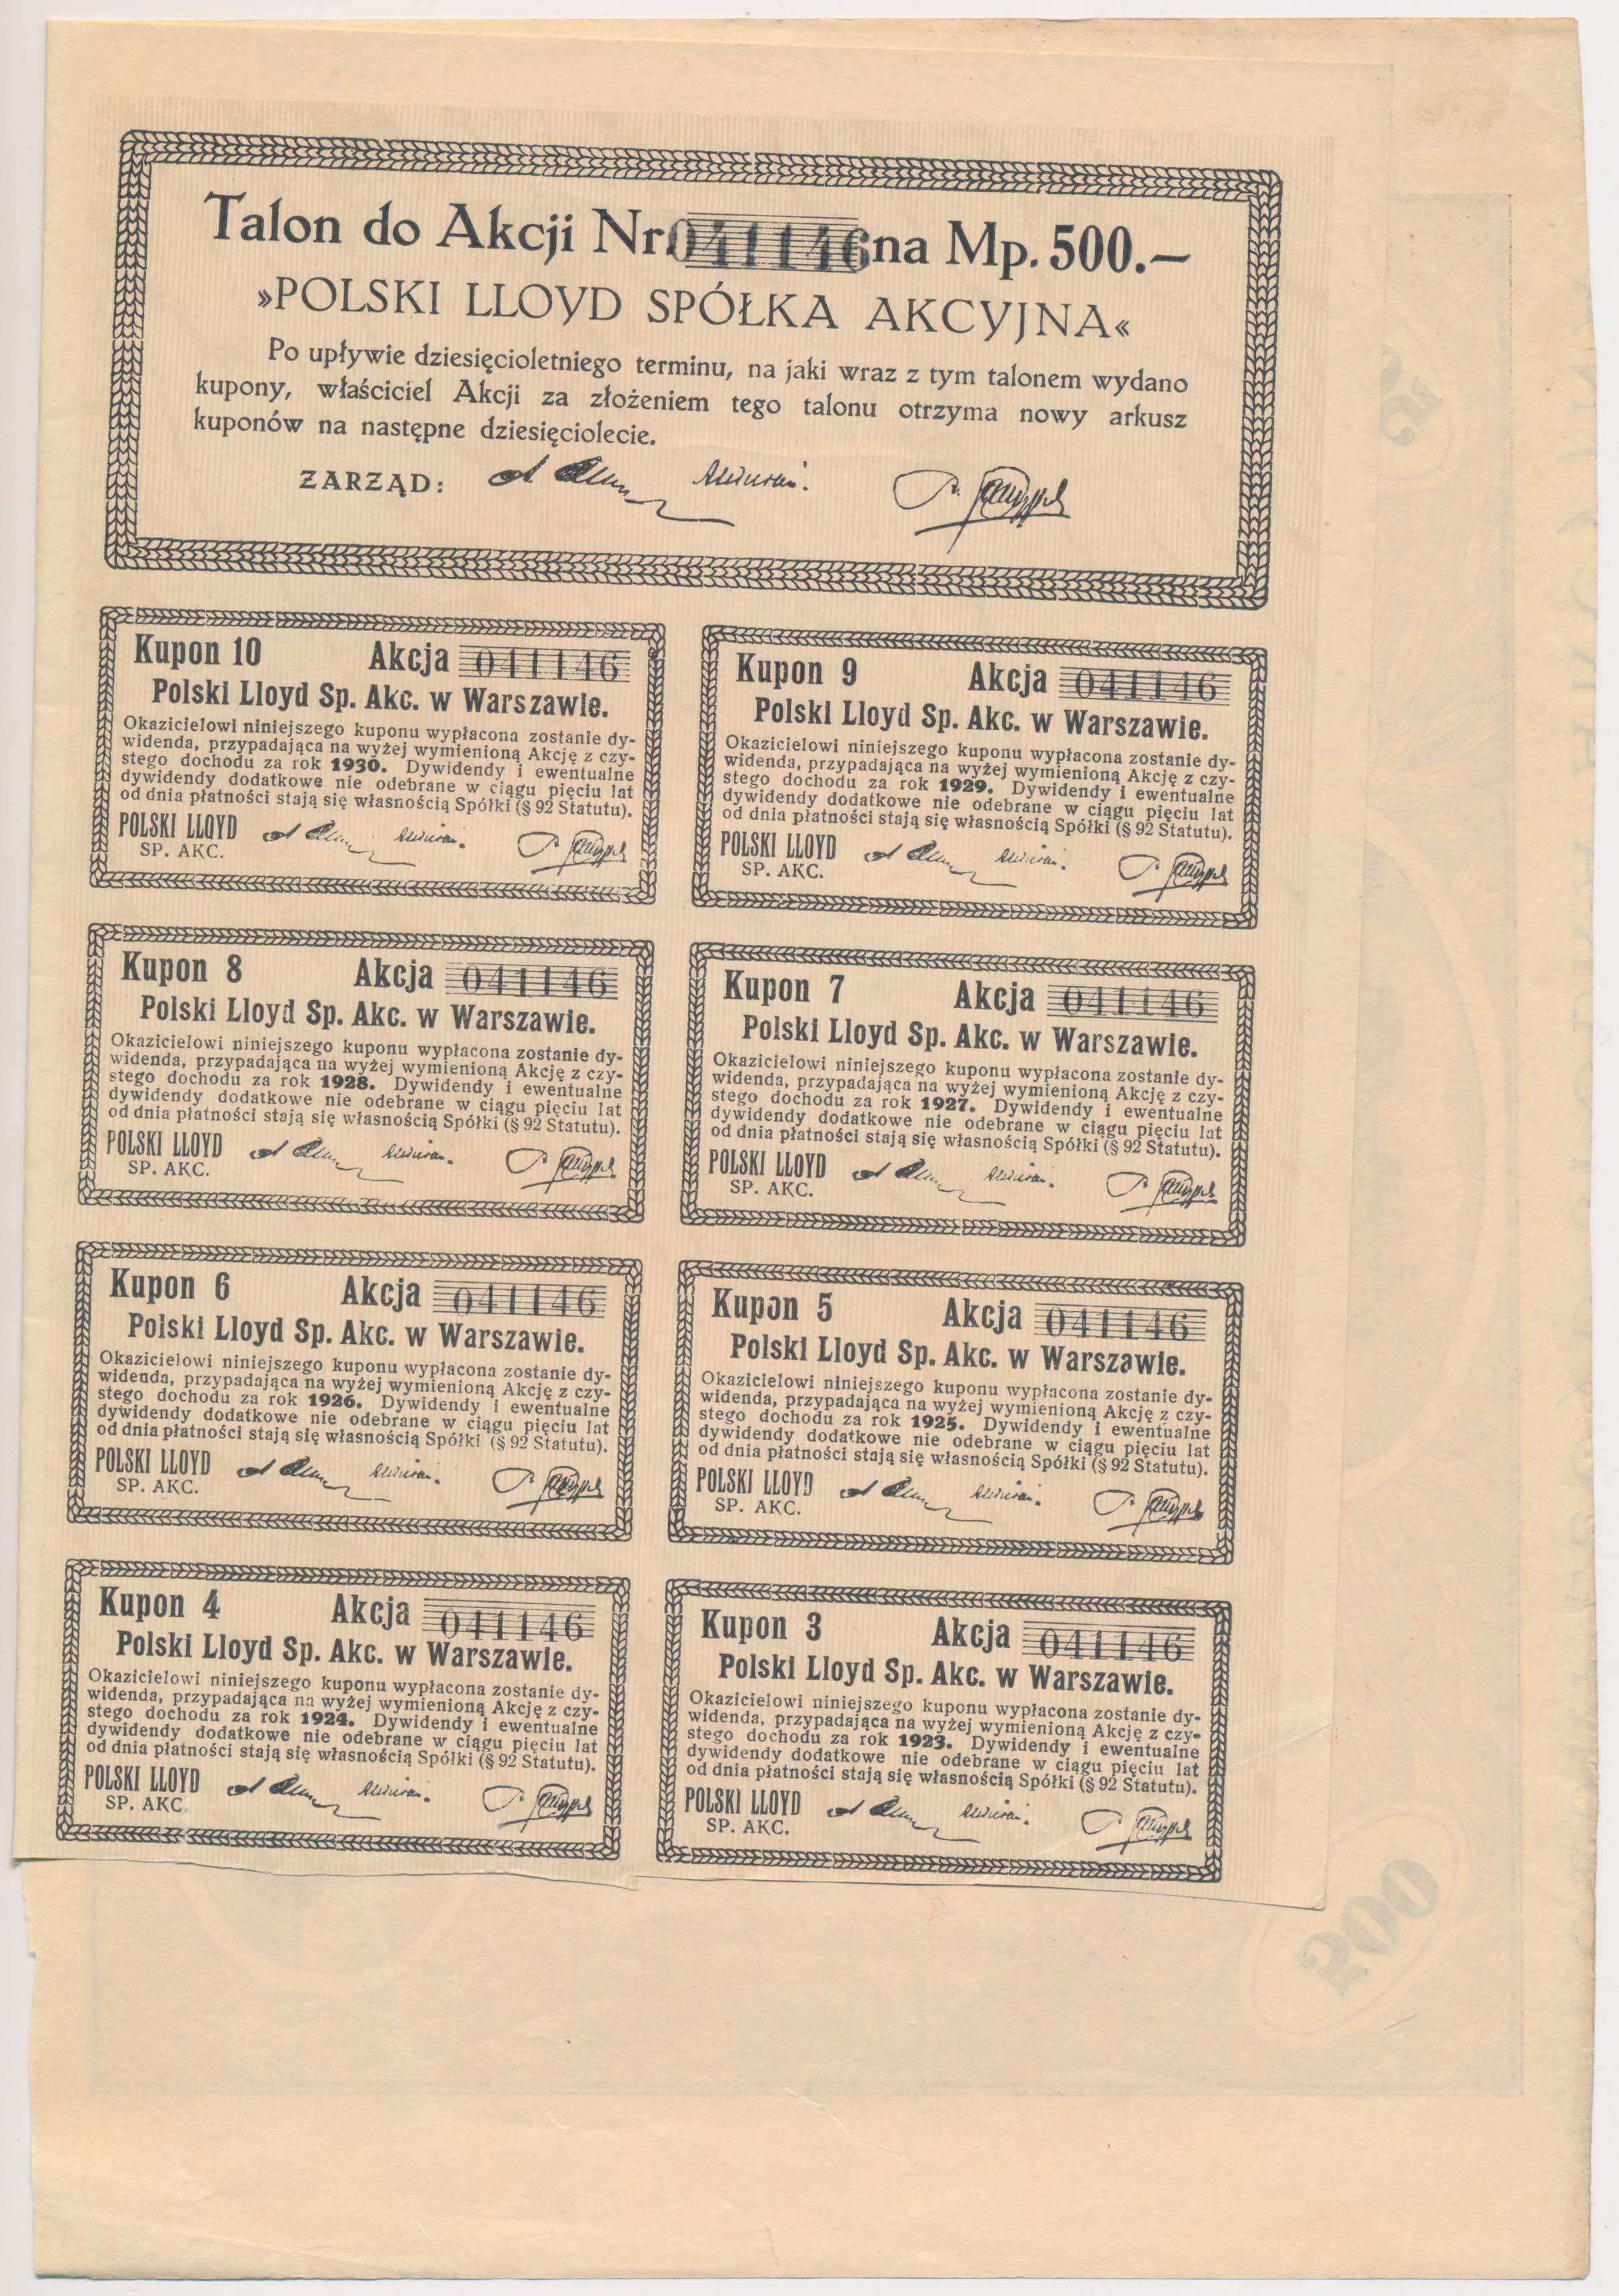 Talon do Akcji Nr. 041146 na Mp. 500.—
»POLSKI LLOYD SPÓŁKA AKCYJNA«
Po upływie dziesięcioletniego terminu, na jaki wraz z tym talonem wydano
kupony, właściciel Akcji za złożeniem tego talonu otrzyma nowy arkusz
kuponów na następne dziesięciolecie.
ZARZĄD:
Kupon 10 Akcja 041146
Polski Lloyd Sp. Akc. w Warszawie.
Okazicielowi niniejszego kuponu wypłacona zostanie dy-
widenda, przypadająca na wyżej wymienioną Akcję z czy-
stego dochodu za rok 1930. Dywidendy i ewentualne
dywidendy dodatkowe nie odebrane w ciągu pięciu lat
od dnia płatności stają się własnością Spółki (§ 92 Statutu).
POLSKI LLOYD
SP. AKC.
Kupon 9 Akcja 041146
Polski Lloyd Sp. Akc. w Warszawie.
Okazicielowi niniejszego kuponu wypłacona zostanie dy-
widenda, przypadająca na wyżej wymienioną Akcję z czy-
stego dochodu za rok 1929. Dywidendy i ewentualne
dywidendy dodatkowe nie odebrane w ciągu pięciu lat
od dnia płatności stają się własnością Spółki (§ 92 Statutu).
POLSKI LLOYD
SP. AKC.
Kupon 8 Akcja 041146
Polski Lloyd Sp. Akc. w Warszawie.
Okazicielowi niniejszego kuponu wypłacona zostanie dy-
widenda, przypadająca na wyżej wymienioną Akcję z czy-
stego dochodu za rok 1928. Dywidendy i ewentualne
dywidendy dodatkowe nie odebrane w ciągu pięciu lat
od dnia płatności stają się własnością Spółki (§ 92 Statutu).
POLSKI LLOYD
SP. AKC.
Kupon 7 Akcja 041146
Polski Lloyd Sp. Akc. w Warszawie.
Okazicielowi niniejszego kuponu wypłacona zostanie dy-
widenda, przypadająca na wyżej wymienioną Akcję z czy-
stego dochodu za rok 1927. Dywidendy i ewentualne
dywidendy dodatkowe nie odebrane w ciągu pięciu lat
od dnia płatności stają się własnością Spółki (§ 92 Statutu).
POLSKI LLOYD
SP. AKC.
Kupon 6 Akcja 041146
Polski Lloyd Sp. Akc. w Warszawie.
Okazicielowi niniejszego kuponu wypłacona zostanie dy-
widenda, przypadająca na wyżej wymienioną Akcję z czy-
stego dochodu za rok 1926. Dywidendy i ewentualne
dywidendy dodatkowe nie odebrane w ciągu pięciu lat
od dnia płatności stają się własnością Spółki (§ 92 Statutu).
POLSKI LLOYD
SP. AKC.
Kupon 5 Akcja 041146
Polski Lloyd Sp. Akc. w Warszawie.
Okazicielowi niniejszego kuponu wypłacona zostanie dy-
widenda, przypadająca na wyżej wymienioną Akcję z czy-
stego dochodu za rok 1925. Dywidendy i ewentualne
dywidendy dodatkowe nie odebrane w ciągu pięciu lat
od dnia płatności stają się własnością Spółki (§ 92 Statutu).
POLSKI LLOYD
SP. AKC.
Kupon 4 Akcja 041146
Polski Lloyd Sp. Akc. w Warszawie.
Okazicielowi niniejszego kuponu wypłacona zostanie dy-
widenda, przypadająca na wyżej wymienioną Akcję z czy-
stego dochodu za rok 1924. Dywidendy i ewentualne
dywidendy dodatkowe nie odebrane w ciągu pięciu lat
od dnia płatności stają się własnością Spółki (§ 92 Statutu).
POLSKI LLOYD
SP. AKC
Kupon 3 Akcja 041146
Polski Lloyd Sp. Akc. w Warszawie.
Okazicielowi niniejszego kuponu wypłacona zostanie dy-
widenda, przypadająca na wyżej wymienioną Akcję z czy-
stego dochodu za rok 1923. Dywidendy i ewentualne
dywidendy dodatkowe nie odebrane w ciągu pięciu lat
od dnia płatności stają się własnością Spółki (§ 92 Statutu).
POLSKI LLOYD
SP. AKC.
500